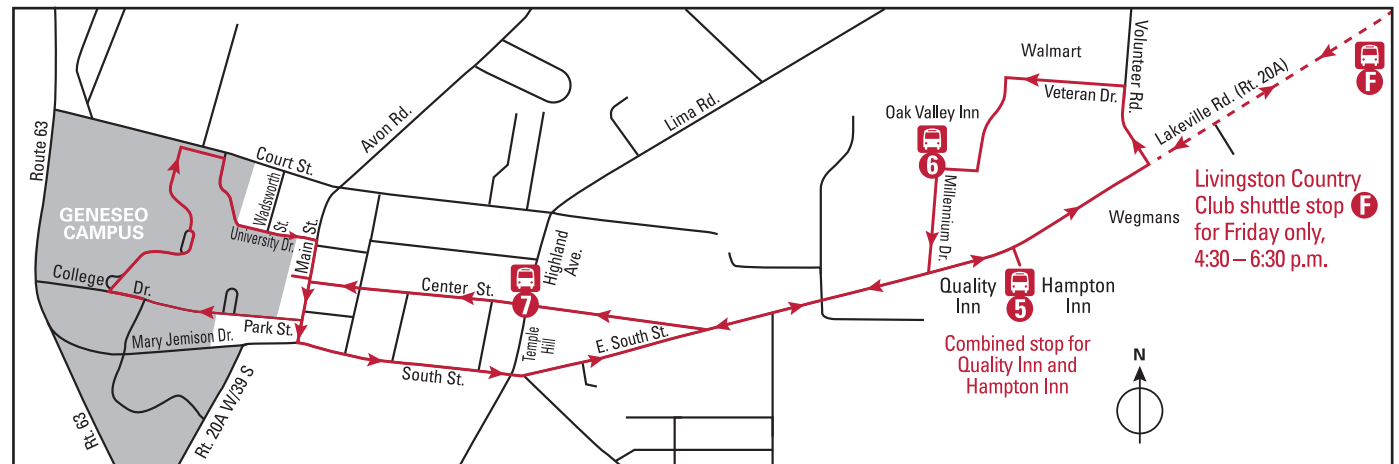 Route 63
GENESEO
CAMPUS
Court St.
Wadsworth
St.
University Dr.
Main St.
College
Dr.
Park St.
Mary Jemison Dr.
Rt. 63
Rt. 20A W/39 S
Avon Rd.
Lima Rd.
Highland
Ave.
Center St.
7
Temple
Hill
E. South St.
South St.
Oak Valley Inn
6
Millennium Dr.
Walmart
Veteran Dr.
Volunteer Rd.
Lakeville Rd. (Rt. 20A)
F
Wegmans
Livingston Country
Club shuttle stop F
for Friday only,
4:30 – 6:30 p.m.
Quality
Inn
5
Hampton
Inn
Combined stop for
Quality Inn and
Hampton Inn
N